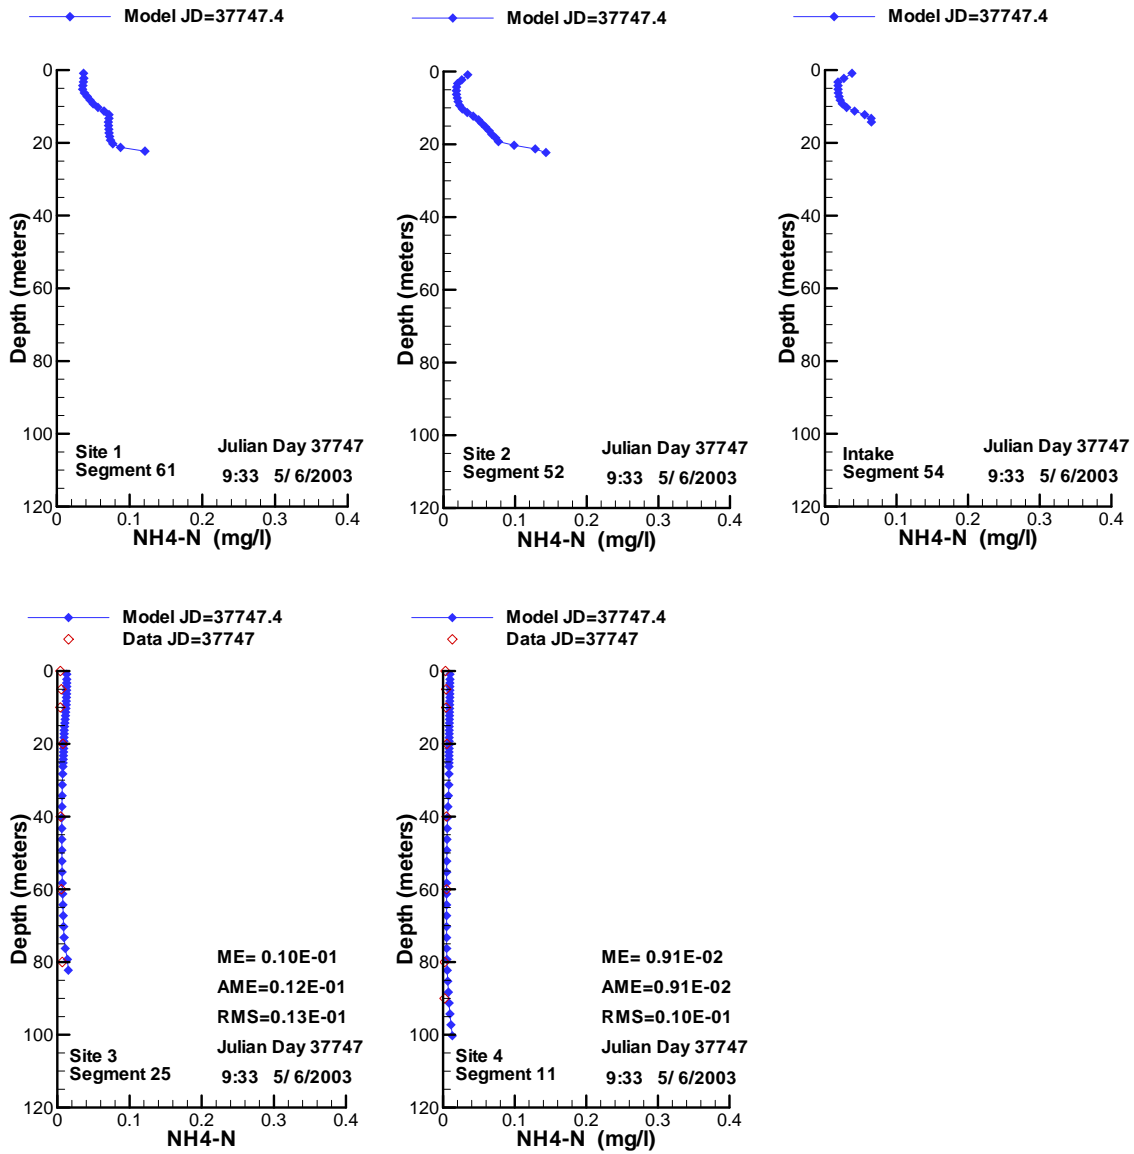 Model JD=37747.4
0
20
40
60
80
100
120
Depth (meters)
Site 1
Segment 61
Julian Day 37747
9:33 5/ 6/2003
0 0.1 0.2 0.3 0.4
NH4-N (mg/l)
Model JD=37747.4
0
20
40
60
80
100
120
Depth (meters)
Site 2
Segment 52
Julian Day 37747
9:33 5/ 6/2003
0 0.1 0.2 0.3 0.4
NH4-N (mg/l)
Model JD=37747.4
0
20
40
60
80
100
120
Depth (meters)
Intake
Segment 54
Julian Day 37747
9:33 5/ 6/2003
0 0.1 0.2 0.3 0.4
NH4-N (mg/l)
Model JD=37747.4
Data JD=37747
0
20
40
60
80
100
120
Depth (meters)
ME= 0.10E-01
AME=0.12E-01
RMS=0.13E-01
Site 3
Segment 25
Julian Day 37747
9:33 5/ 6/2003
0 0.1 0.2 0.3 0.4
NH4-N
Model JD=37747.4
Data JD=37747
0
20
40
60
80
100
120
Depth (meters)
ME= 0.91E-02
AME=0.91E-02
RMS=0.10E-01
Site 4
Segment 11
Julian Day 37747
9:33 5/ 6/2003
0 0.1 0.2 0.3 0.4
NH4-N (mg/l)